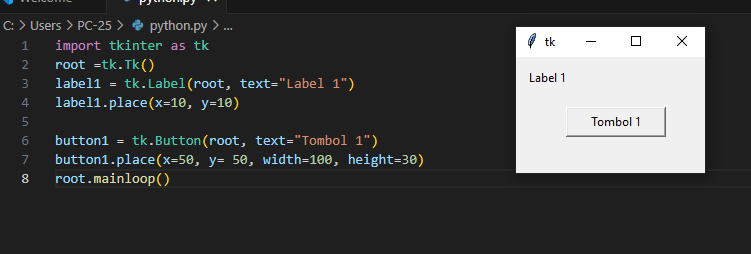 Welcome python.py
C: > Users > PC-25 > python.py > ...
1 import tkinter as tk
2 root =tk.Tk()
3 label1 = tk.Label(root, text="Label 1")
4 label1.place(x=10, y=10)
5
6 button1 = tk.Button(root, text="Tombol 1")
7 button1.place(x=50, y= 50, width=100, height=30)
8 root.mainloop()
tk
Label 1
Tombol 1